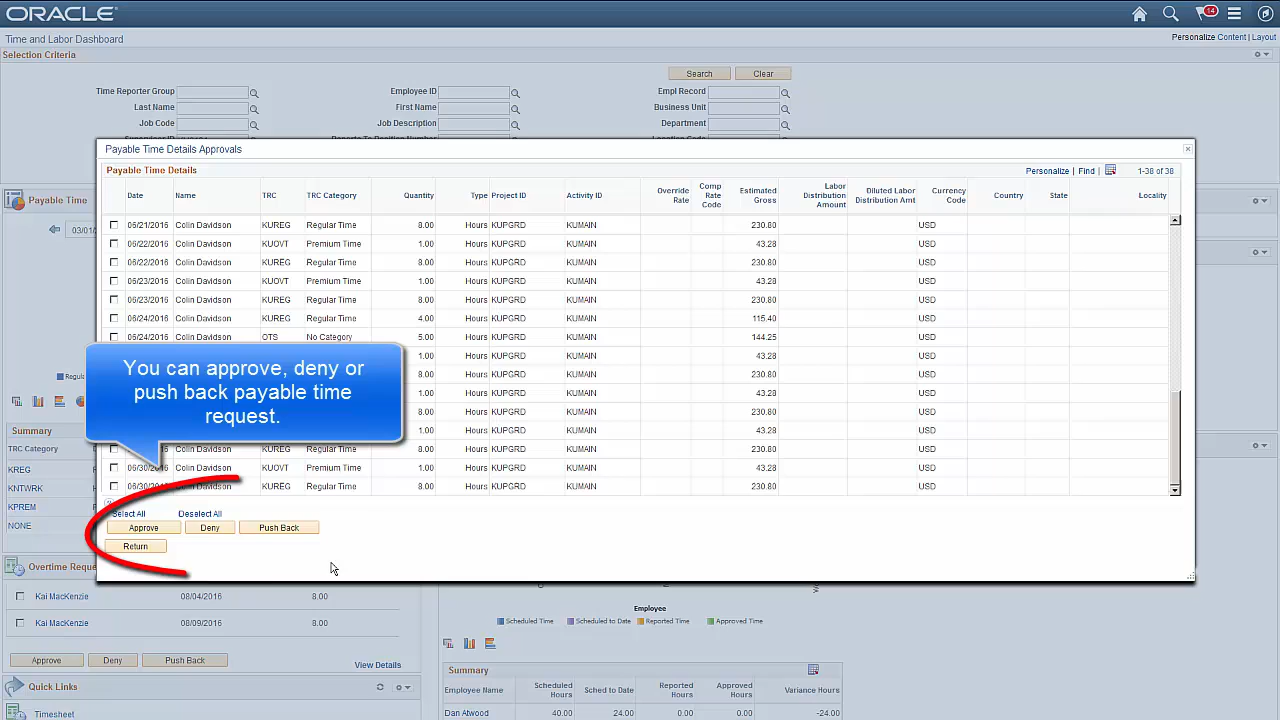 ORACLE
14
Time and Labor Dashboard
Personalize Content | Layout
Selection Criteria
Search Clear
Time Reporter Group Employee ID Empl Record
Last Name First Name Business Unit
Job Code Job Description Department
Payable Time Details Approvals
Payable Time Details Personalize | Find | 1-38 of 38
Date Name TRC TRC Category Quantity Type Project ID Activity ID Override Rate Comp Rate Code Estimated Gross Labor Distribution Amount Diluted Labor Distribution Amt Currency Code Country State Locality
06/21/2016 Colin Davidson KUREG Regular Time 8.00 Hours KUPGRD KUMAIN 230.80 USD
06/22/2016 Colin Davidson KUOVT Premium Time 1.00 Hours KUPGRD KUMAIN 43.28 USD
06/22/2016 Colin Davidson KUREG Regular Time 8.00 Hours KUPGRD KUMAIN 230.80 USD
06/23/2016 Colin Davidson KUOVT Premium Time 1.00 Hours KUPGRD KUMAIN 43.28 USD
06/23/2016 Colin Davidson KUREG Regular Time 8.00 Hours KUPGRD KUMAIN 230.80 USD
06/24/2016 Colin Davidson KUREG Regular Time 4.00 Hours KUPGRD KUMAIN 115.40 USD
06/24/2016 Colin Davidson OTS No Category 5.00 Hours KUPGRD KUMAIN 144.25 USD
1.00 Hours KUPGRD KUMAIN 43.28 USD
8.00 Hours KUPGRD KUMAIN 230.80 USD
1.00 Hours KUPGRD KUMAIN 43.28 USD
8.00 Hours KUPGRD KUMAIN 230.80 USD
1.00 Hours KUPGRD KUMAIN 43.28 USD
Colin Davidson KUREG Regular Time 8.00 Hours KUPGRD KUMAIN 230.80 USD
06/30/2016 Colin Davidson KUOVT Premium Time 1.00 Hours KUPGRD KUMAIN 43.28 USD
06/30/2016 Colin Davidson KUREG Regular Time 8.00 Hours KUPGRD KUMAIN 230.80 USD
You can approve, deny or
push back payable time
request.
Select All Deselect All
Approve Deny Push Back
Return
Payable Time
03/01
Summary
TRC Category
KREG
KNTWRK
KPREM
NONE
Overtime Reque
Kai MacKenzie 08/04/2016 8.00
Kai MacKenzie 08/09/2016 8.00
Approve Deny Push Back View Details
Quick Links
Timesheet
Employee
Scheduled Time Scheduled to Date Reported Time Approved Time
Summary
Employee Name Scheduled Hours Sched to Date Reported Hours Approved Hours Variance Hours
Dan Atwood 40.00 24.00 0.00 0.00 -24.00